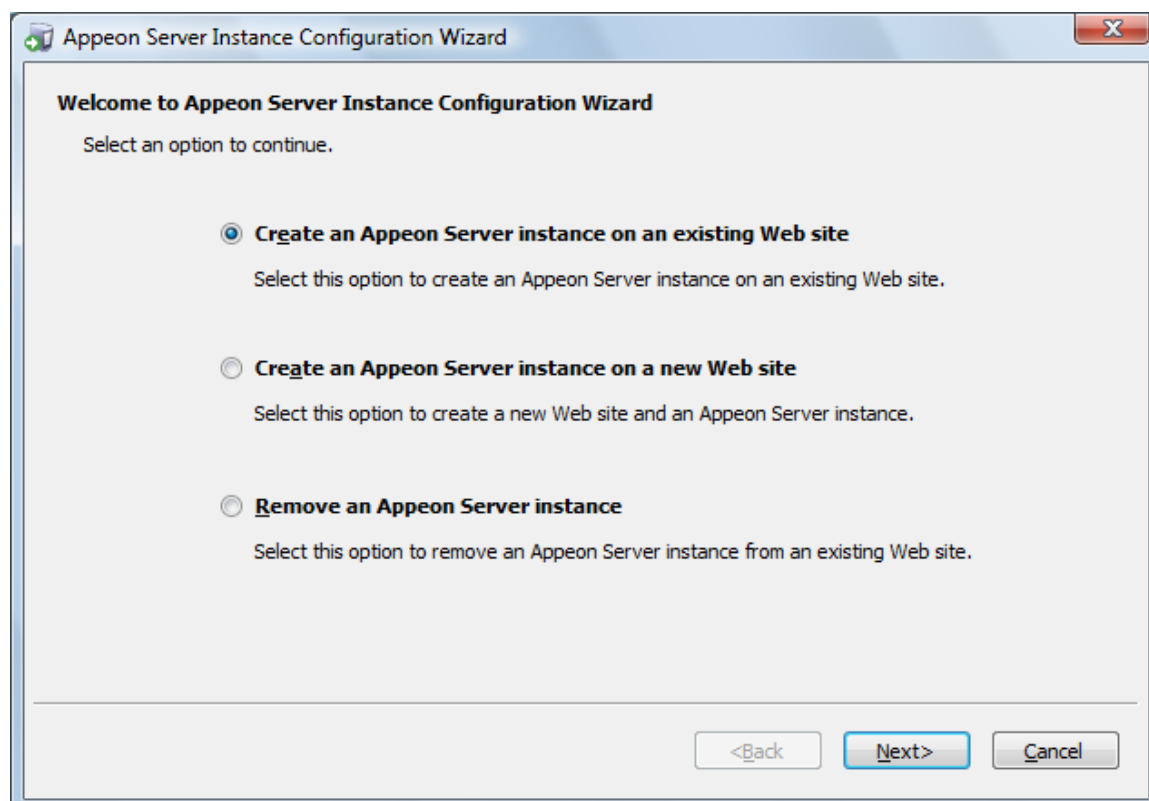 Appeon Server Instance Configuration Wizard
Welcome to Appeon Server Instance Configuration Wizard
Select an option to continue.
Create an Appeon Server instance on an existing Web site
Select this option to create an Appeon Server instance on an existing Web site.
Create an Appeon Server instance on a new Web site
Select this option to create a new Web site and an Appeon Server instance.
Remove an Appeon Server instance
Select this option to remove an Appeon Server instance from an existing Web site.
<Back Next> Cancel